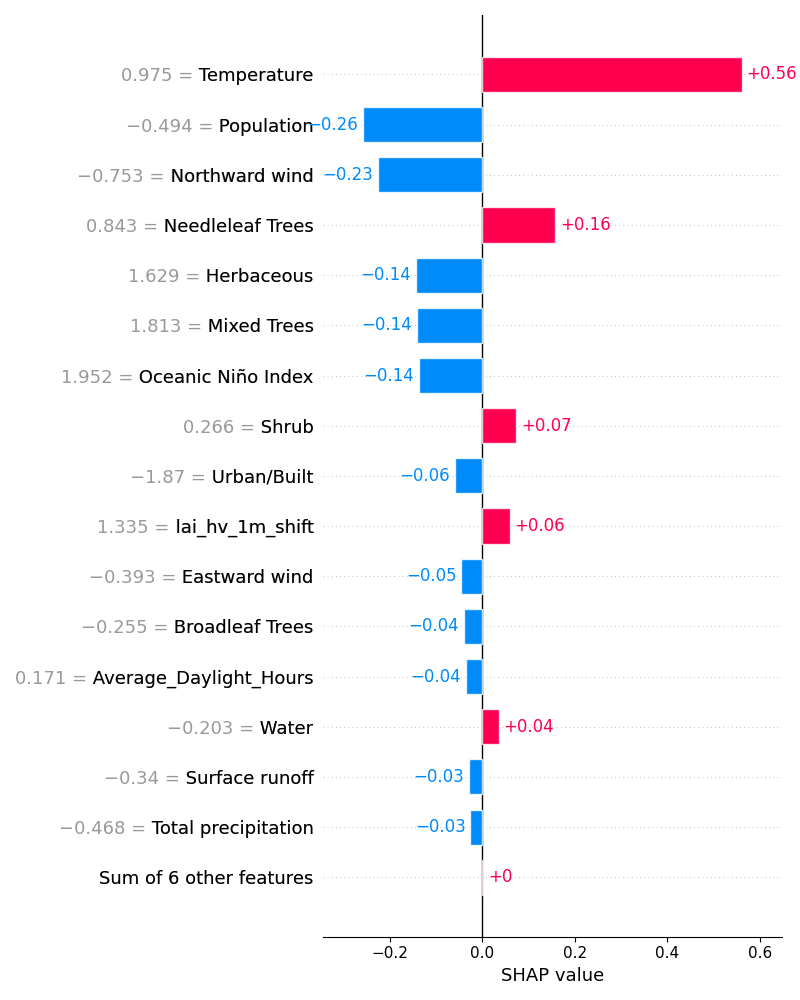 0.975 = Temperature +0.56
−0.494 = Population −0.26
−0.753 = Northward wind −0.23
0.843 = Needleleaf Trees +0.16
1.629 = Herbaceous −0.14
1.813 = Mixed Trees −0.14
1.952 = Oceanic Niño Index −0.14
0.266 = Shrub +0.07
−1.87 = Urban/Built −0.06
1.335 = lai_hv_1m_shift +0.06
−0.393 = Eastward wind −0.05
−0.255 = Broadleaf Trees −0.04
0.171 = Average_Daylight_Hours −0.04
−0.203 = Water +0.04
−0.34 = Surface runoff −0.03
−0.468 = Total precipitation −0.03
Sum of 6 other features +0
−0.2 0.0 0.2 0.4 0.6
SHAP value